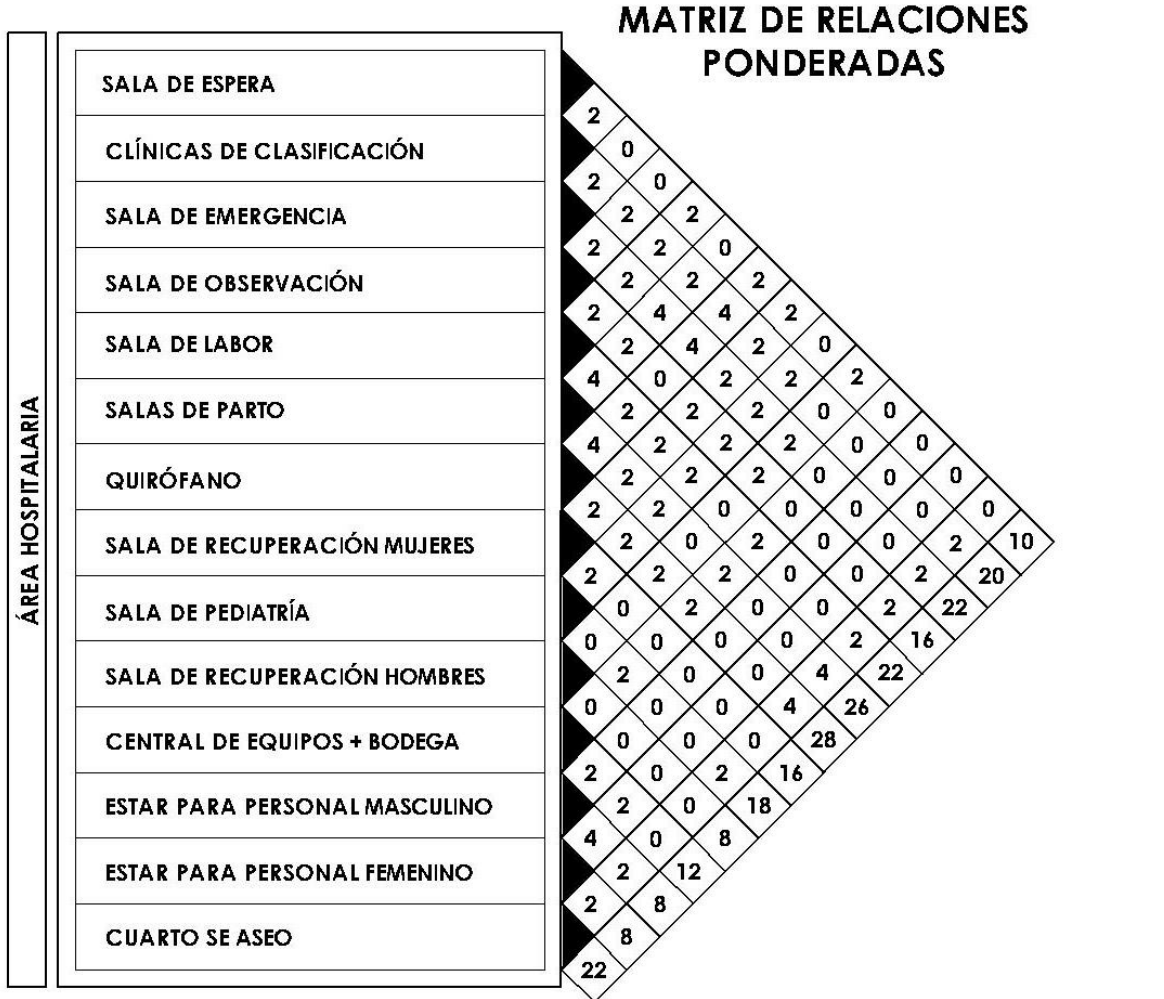 MATRIZ DE RELACIONES
PONDERADAS
ÁREA HOSPITALARIA
SALA DE ESPERA
2
CLÍNICAS DE CLASIFICACIÓN
0
2 0
SALA DE EMERGENCIA
2 2
2 2 0
SALA DE OBSERVACIÓN
2 2 2
2 4 4 2
SALA DE LABOR
2 4 2 0
4 0 2 2 2
SALAS DE PARTO
2 2 2 0 0
4 2 2 2 0 0
QUIRÓFANO
2 2 2 0 0 0
2 2 0 0 0 0 0
SALA DE RECUPERACIÓN MUJERES
2 0 2 0 0 2 10
2 2 2 0 0 2 20
SALA DE PEDIATRÍA
0 2 0 0 2 22
0 0 0 0 2 16
SALA DE RECUPERACIÓN HOMBRES
2 0 0 4 22
0 0 0 4 26
CENTRAL DE EQUIPOS + BODEGA
0 0 0 28
2 0 2 16
ESTAR PARA PERSONAL MASCULINO
2 0 18
4 0 8
ESTAR PARA PERSONAL FEMENINO
2 12
2 8
CUARTO SE ASEO
8
22